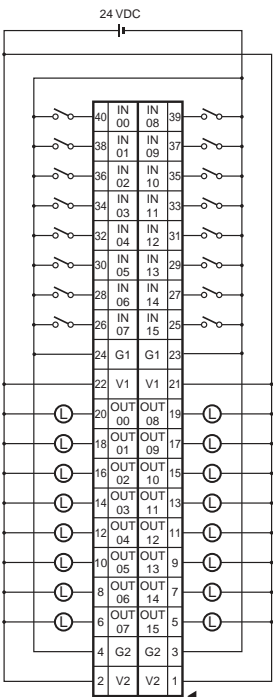 24 VDC
40 IN 00 IN 08 39
38 IN 01 IN 09 37
36 IN 02 IN 10 35
34 IN 03 IN 11 33
32 IN 04 IN 12 31
30 IN 05 IN 13 29
28 IN 06 IN 14 27
26 IN 07 IN 15 25
24 G1 G1 23
22 V1 V1 21
L 20 OUT 00 OUT 08 19 L
L 18 OUT 01 OUT 09 17 L
L 16 OUT 02 OUT 10 15 L
L 14 OUT 03 OUT 11 13 L
L 12 OUT 04 OUT 12 11 L
L 10 OUT 05 OUT 13 9 L
L 8 OUT 06 OUT 14 7 L
L 6 OUT 07 OUT 15 5 L
4 G2 G2 3
2 V2 V2 1